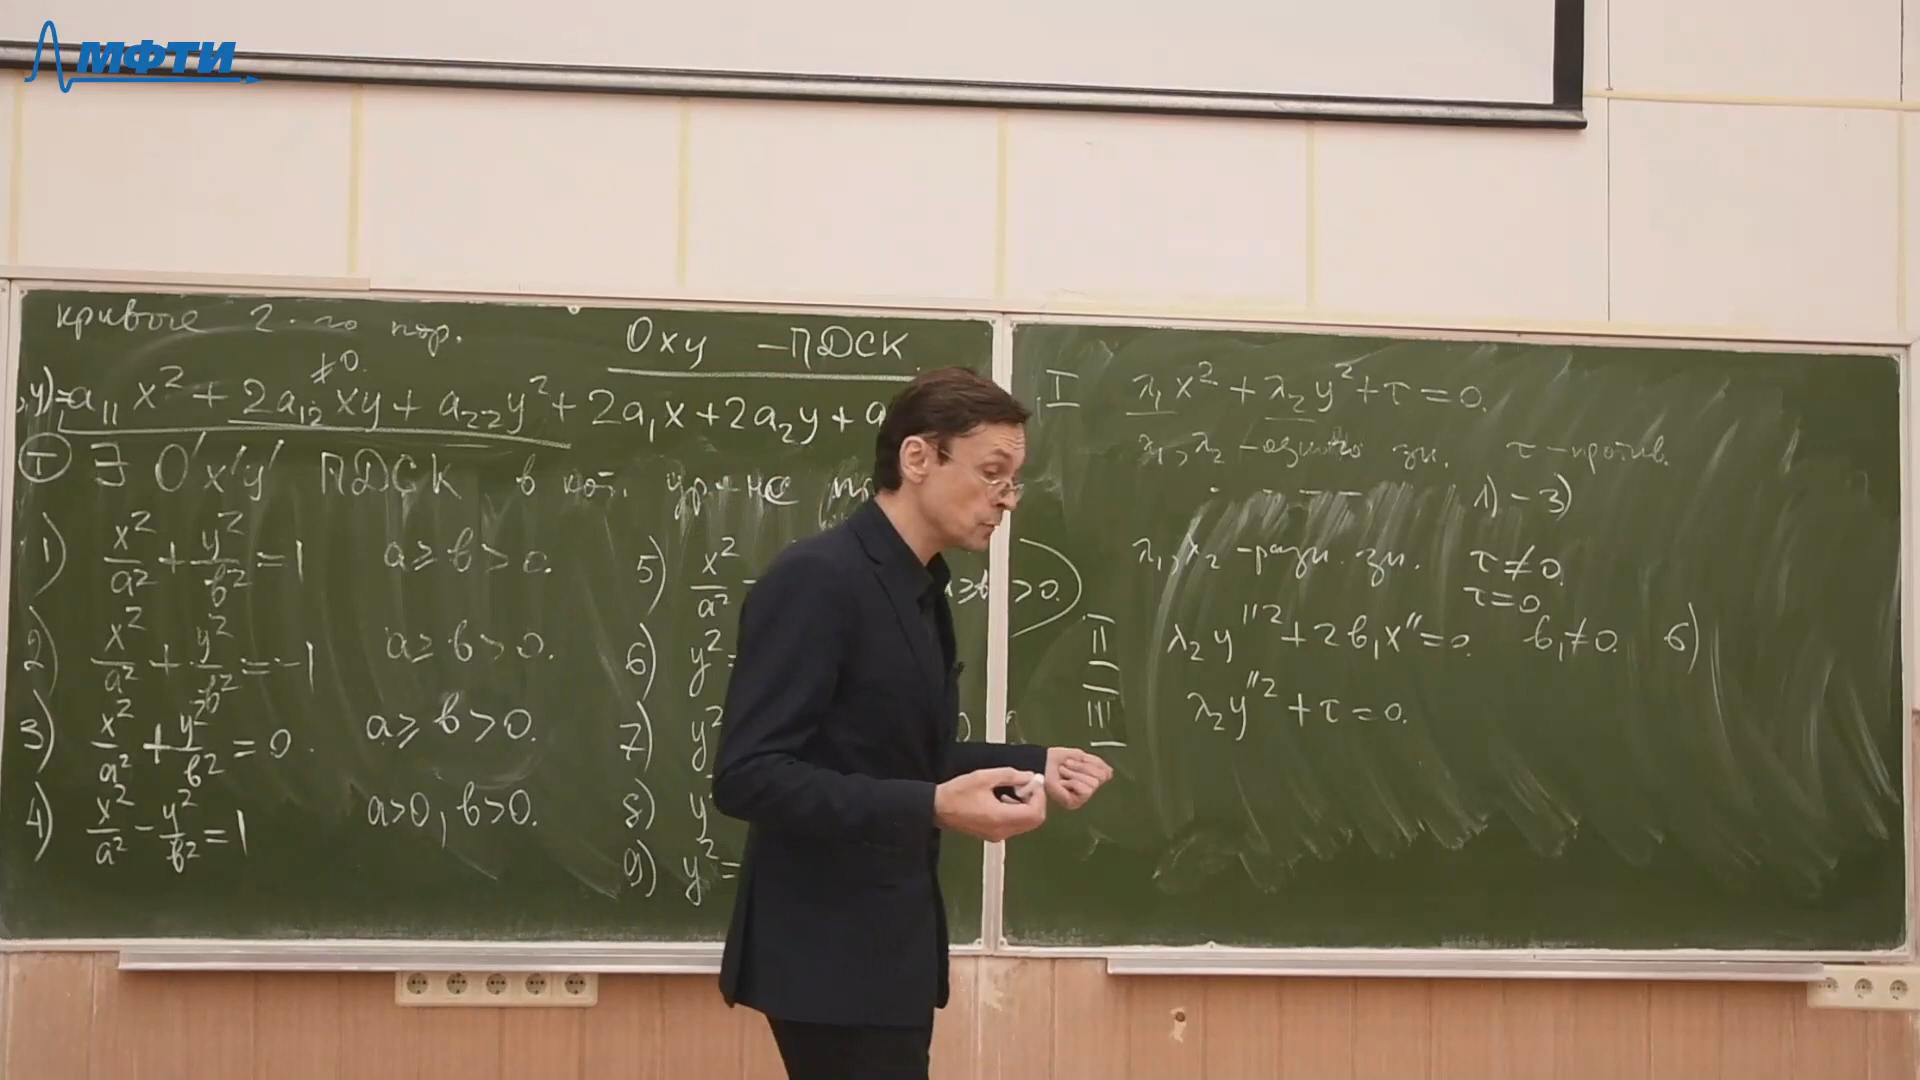 МФТИ
кривые 2-го пор.
Oxy – ПДСК
≠0.
,y)=a₁₁x² + 2a₁₂xy + a₂₂y² + 2a₁x + 2a₂y + a
Ⓣ ∃ O'x'y' ПДСК в кот. ур-ие
1) x²/a² + y²/b² = 1 a ≥ b > 0.
2) x²/a² + y²/b² = -1 a ≥ b > 0.
3) x²/a² + y²/b² = 0. a ≥ b > 0.
4) x²/a² - y²/b² = 1 a>0, b>0.
5) x²/a² a≥b>0.
6) y²=
7) y²
8) y
9) y²=
I λ₁x² + λ₂y² + τ = 0.
λ₁, λ₂ – одного зн. τ – против.
1) – 3)
λ₁, λ₂ – разн. зн. τ ≠ 0.
τ = 0
II λ₂y''² + 2b₁x'' = 0. b₁ ≠ 0. 6)
III λ₂y''² + τ = 0.